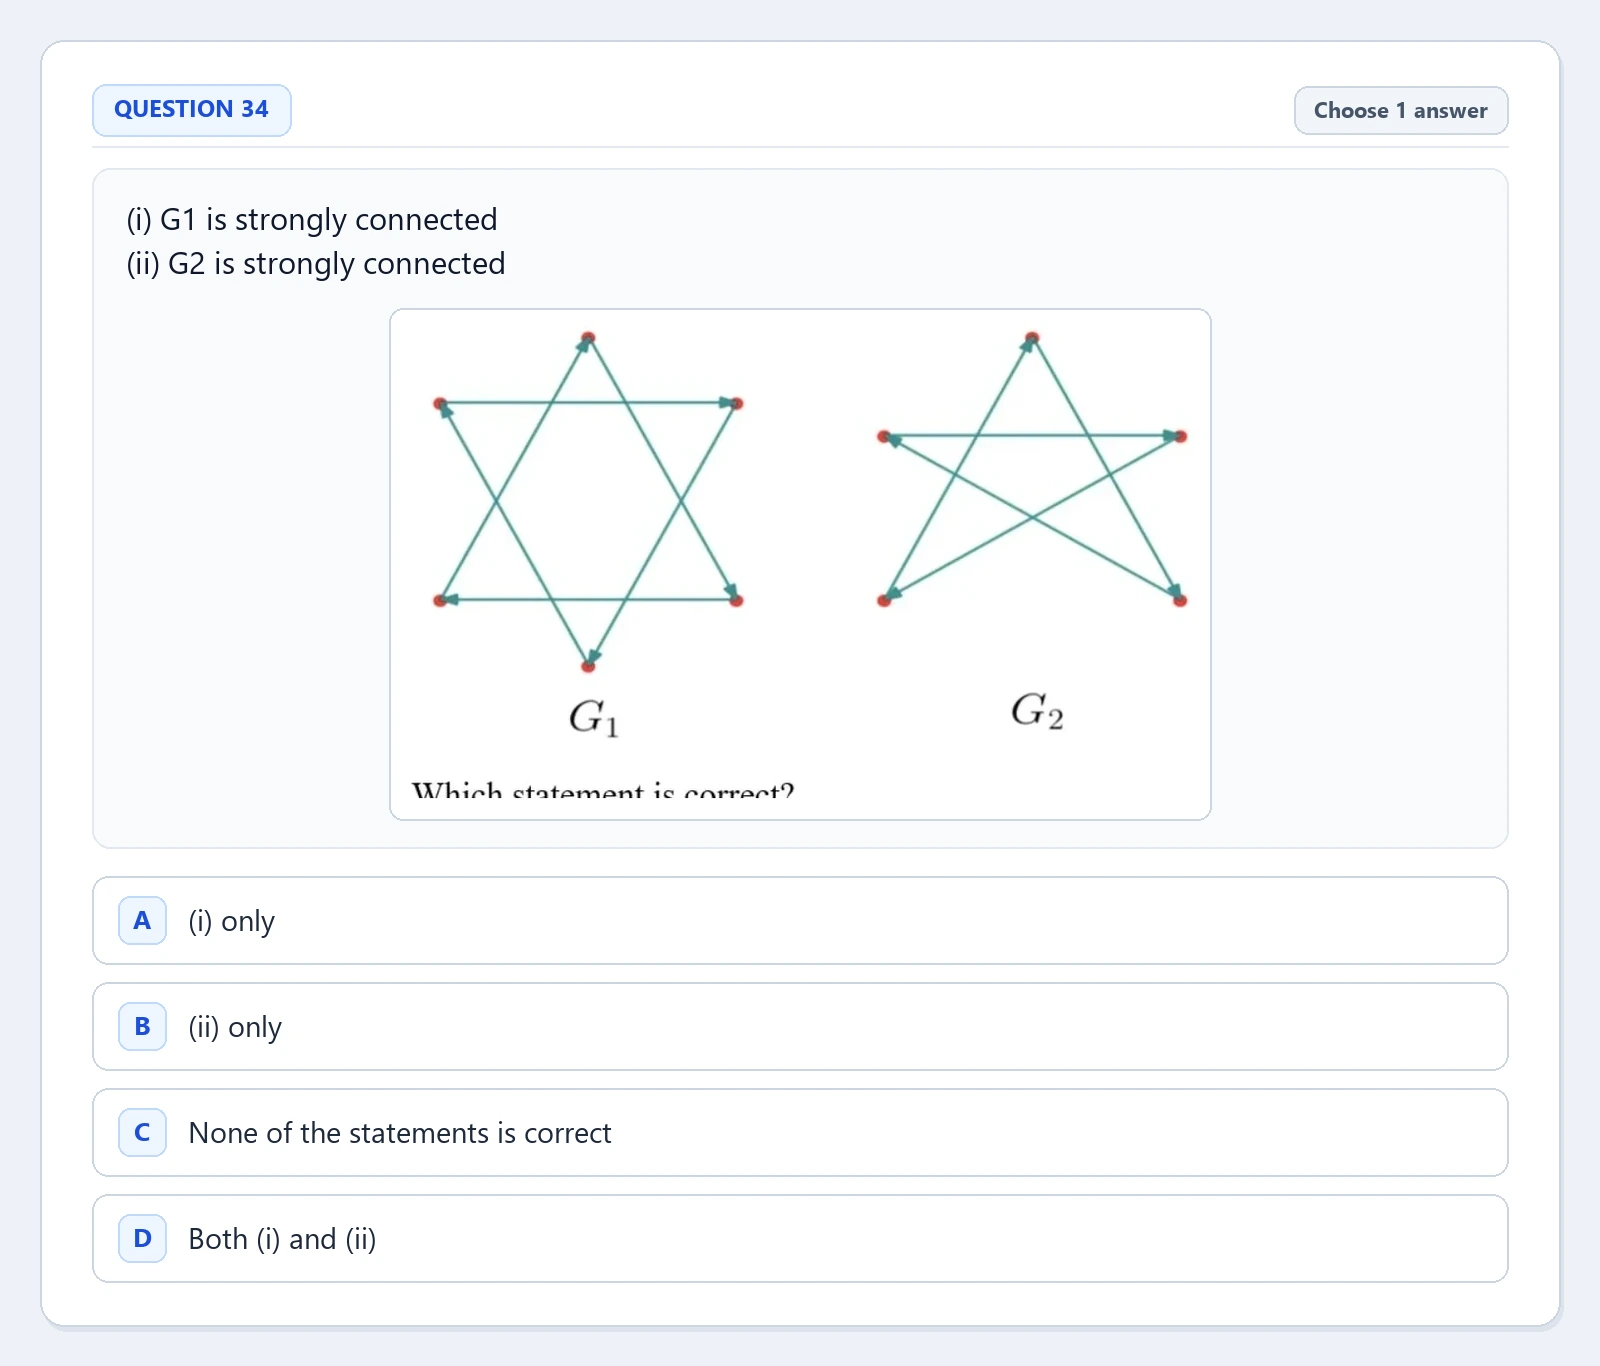 QUESTION 34
Choose 1 answer
(i) G1 is strongly connected
(ii) G2 is strongly connected
G1
G2
Which statement is correct?
A (i) only
B (ii) only
C None of the statements is correct
D Both (i) and (ii)